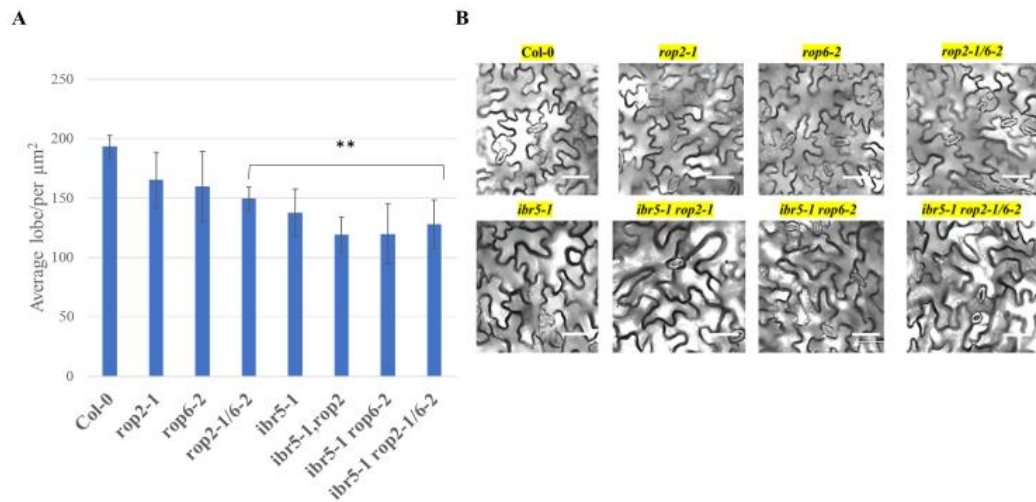 A
Average lobe/per μm²
250
200
150
100
50
0
**
Col-0
rop2-1
rop6-2
rop2-1/6-2
ibr5-1
ibr5-1,rop2
ibr5-1 rop6-2
ibr5-1 rop2-1/6-2
B
Col-0
rop2-1
rop6-2
rop2-1/6-2
ibr5-1
ibr5-1 rop2-1
ibr5-1 rop6-2
ibr5-1 rop2-1/6-2